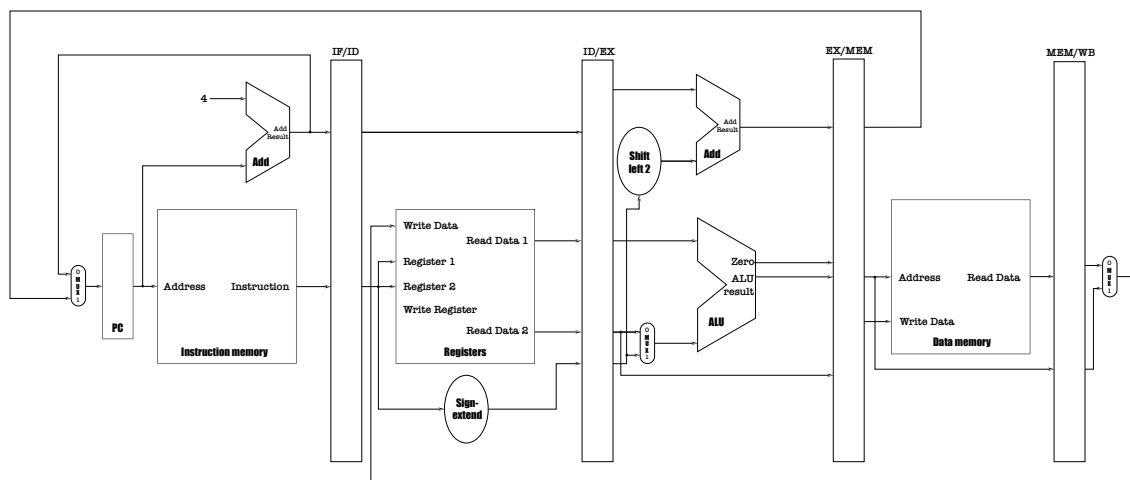 IF/ID
ID/EX
EX/MEM
MEM/WB
4
Add
Result
Add
Add
Result
Add
Shift
left 2
0
MUX
1
PC
Address
Instruction
Instruction memory
Write Data
Read Data 1
Register 1
Register 2
Write Register
Read Data 2
Registers
Sign-
extend
0
MUX
1
Zero
ALU
result
ALU
Address
Read Data
Write Data
Data memory
0
MUX
1